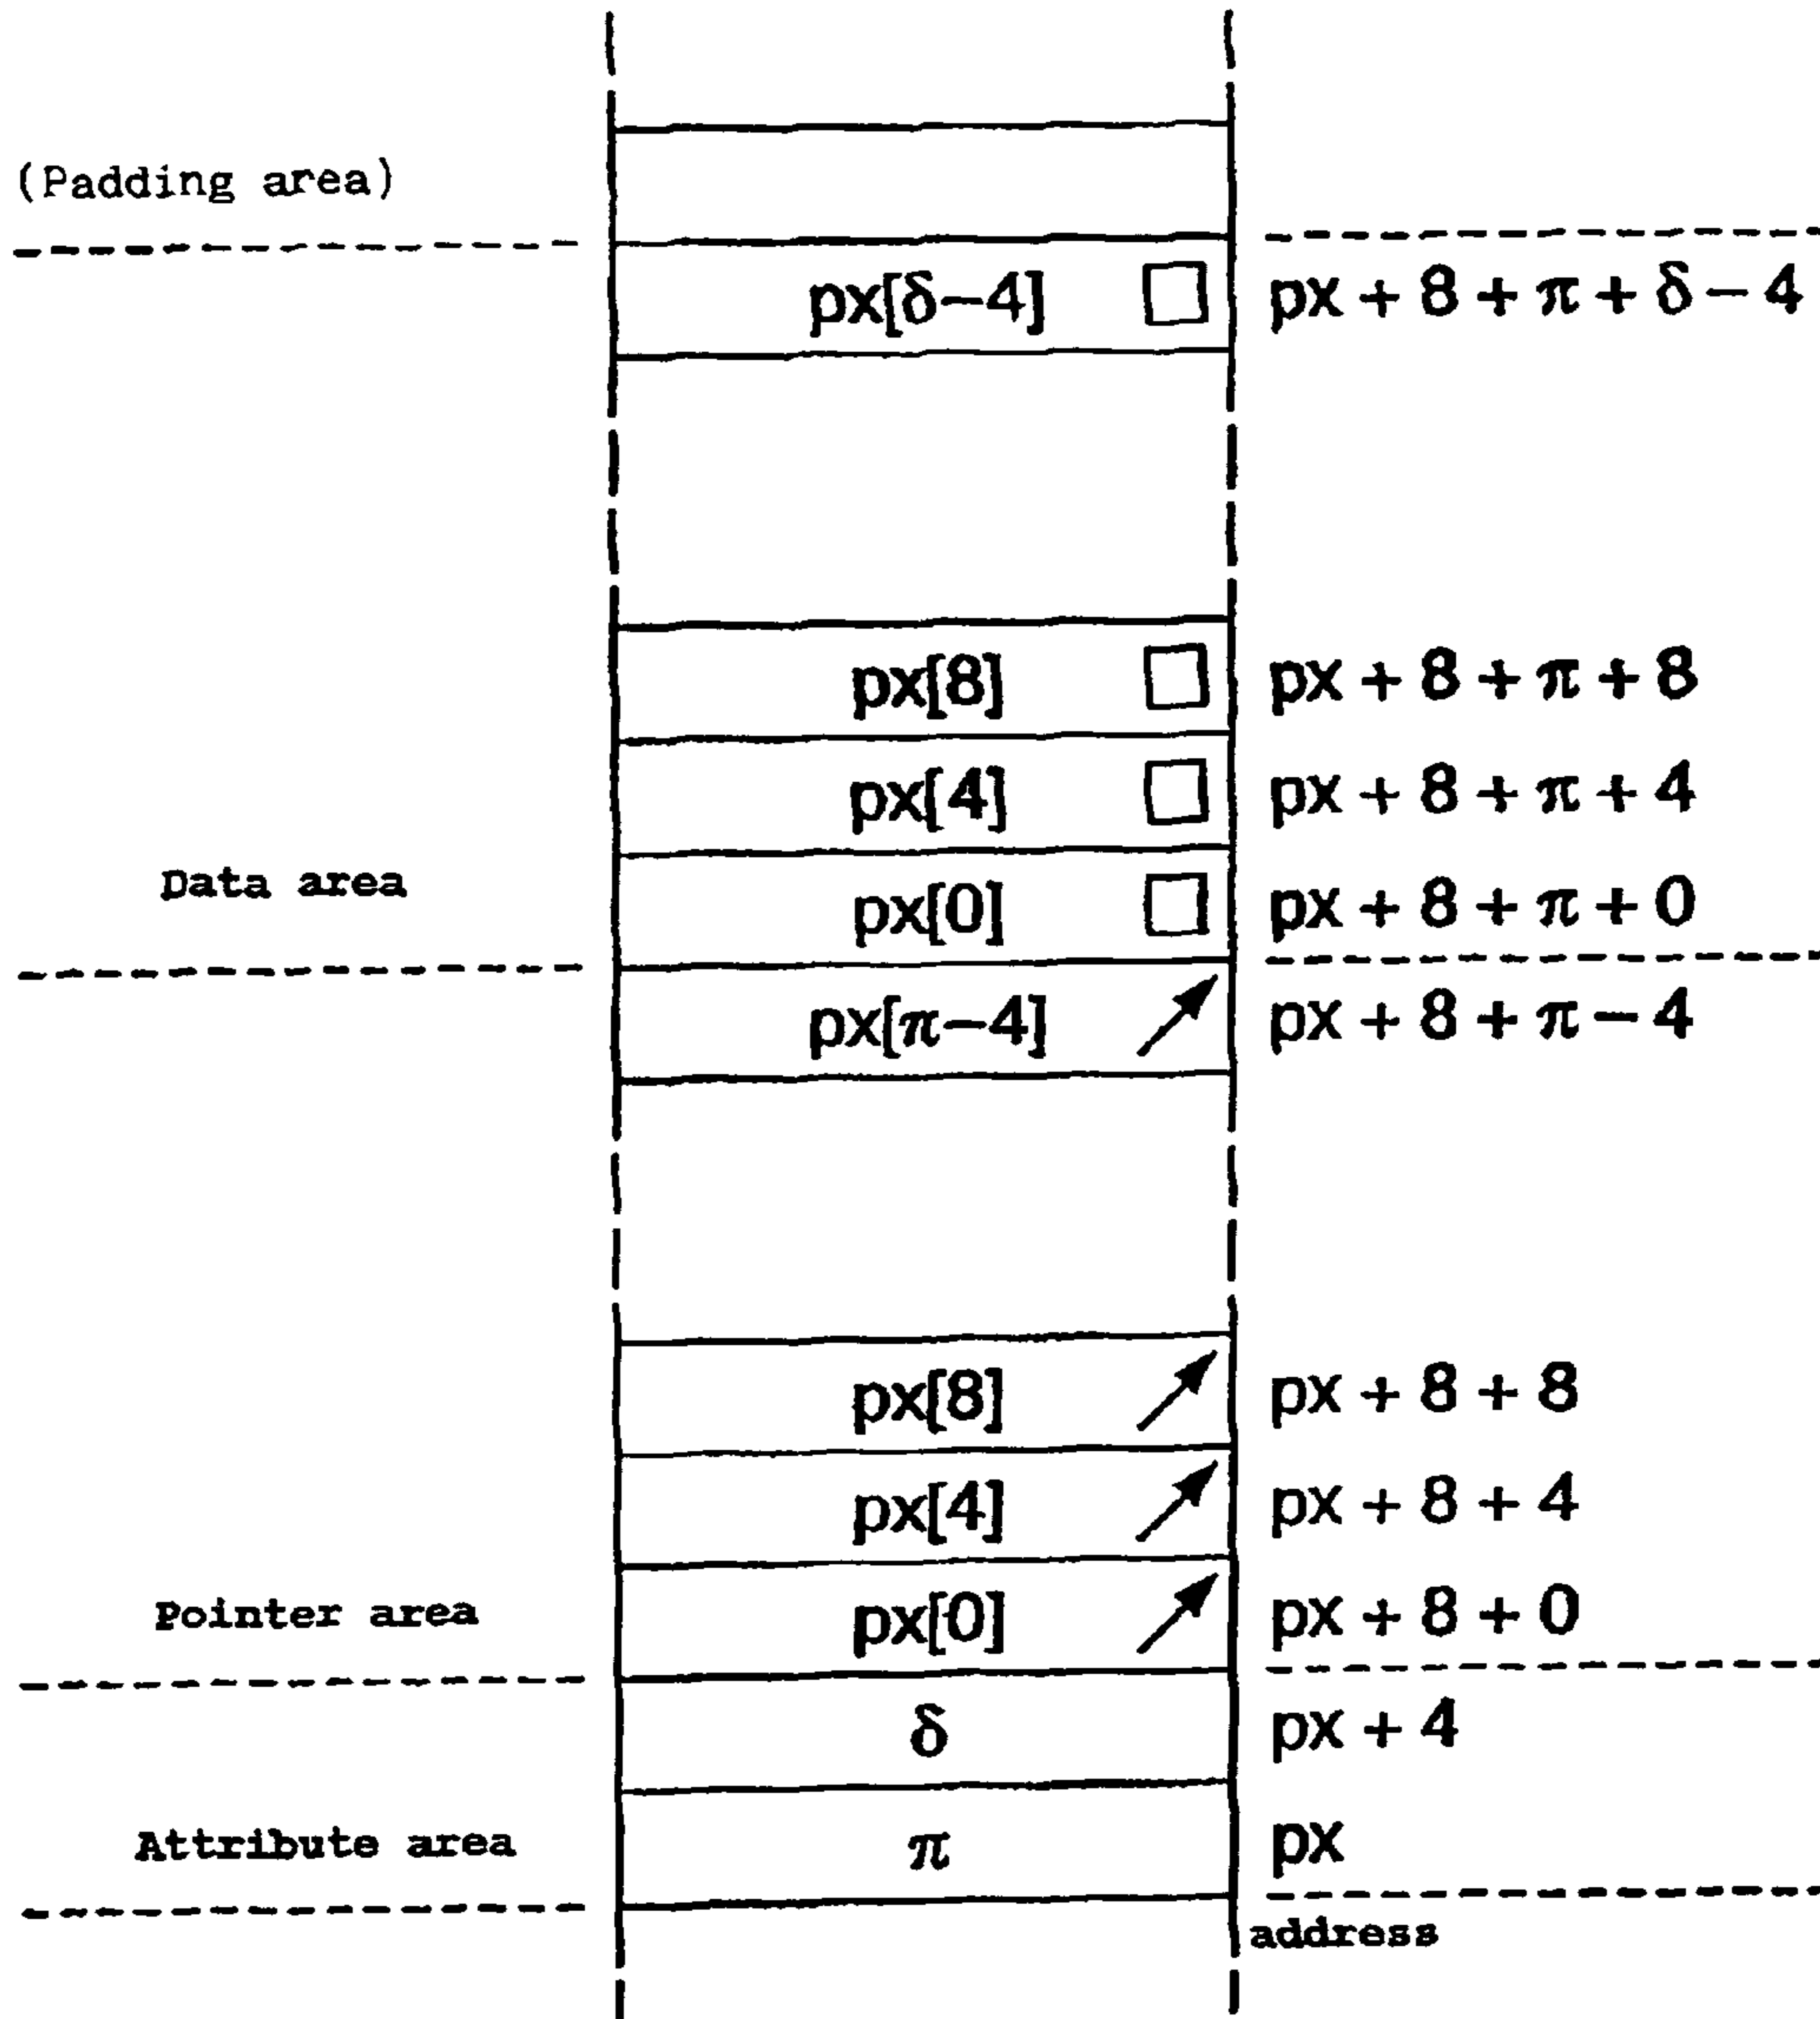 (Padding area)
px[δ−4] px + 8 + π + δ − 4
px[8] px + 8 + π + 8
px[4] px + 8 + π + 4
Data area px[0] px + 8 + π + 0
px[π−4] px + 8 + π − 4
px[8] px + 8 + 8
px[4] px + 8 + 4
Pointer area px[0] px + 8 + 0
δ px + 4
Attribute area π px
address